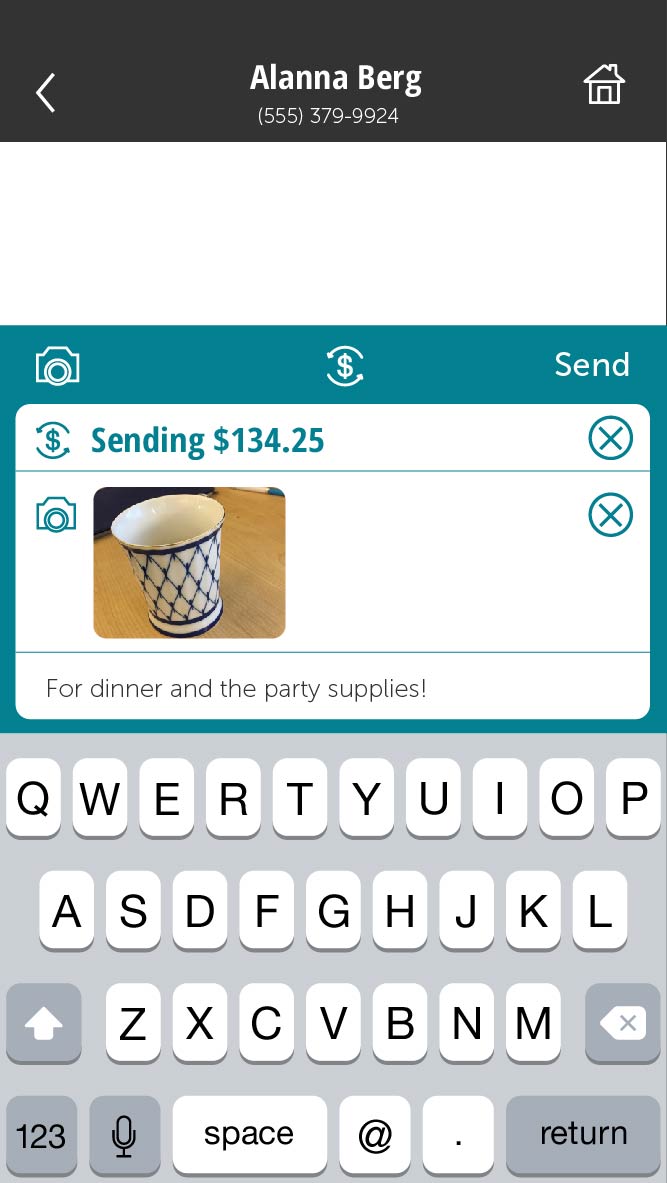 Alanna Berg
(555) 379-9924
$
Send
$ Sending $134.25
For dinner and the party supplies!
Q W E R T Y U I O P
A S D F G H J K L
Z X C V B N M
123 space @ . return